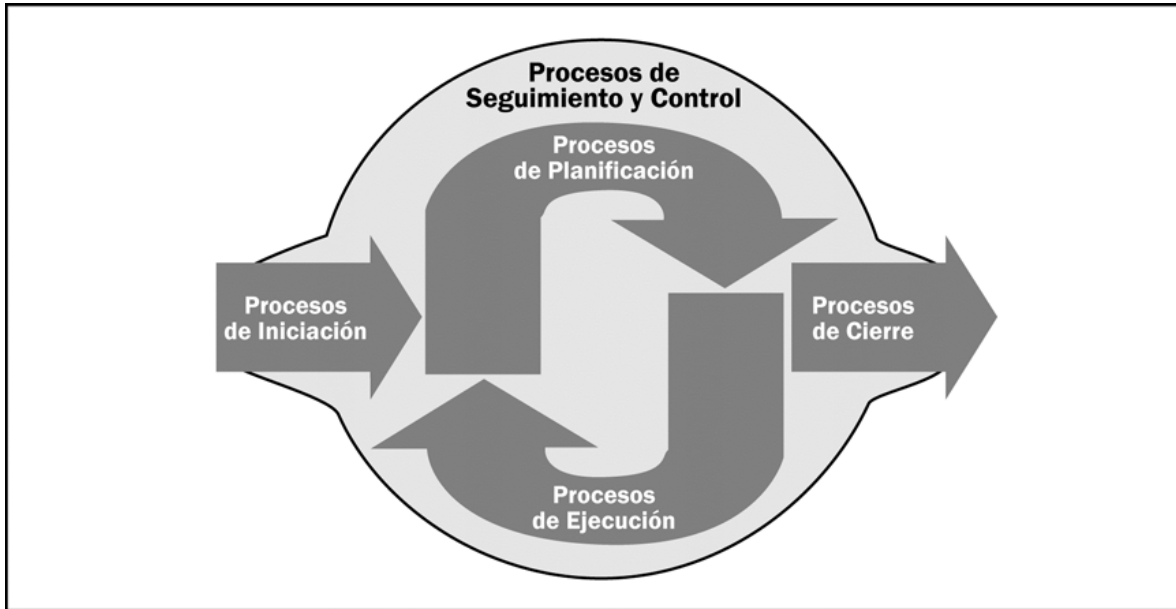 Procesos de
Seguimiento y Control
Procesos
de Planificación
Procesos
de Iniciación
Procesos
de Cierre
Procesos
de Ejecución